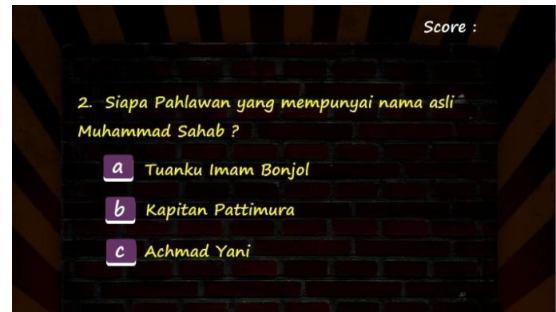 Score :
2. Siapa Pahlawan yang mempunyai nama asli
Muhammad Sahab ?
a Tuanku Imam Bonjol
b Kapitan Pattimura
c Achmad Yani